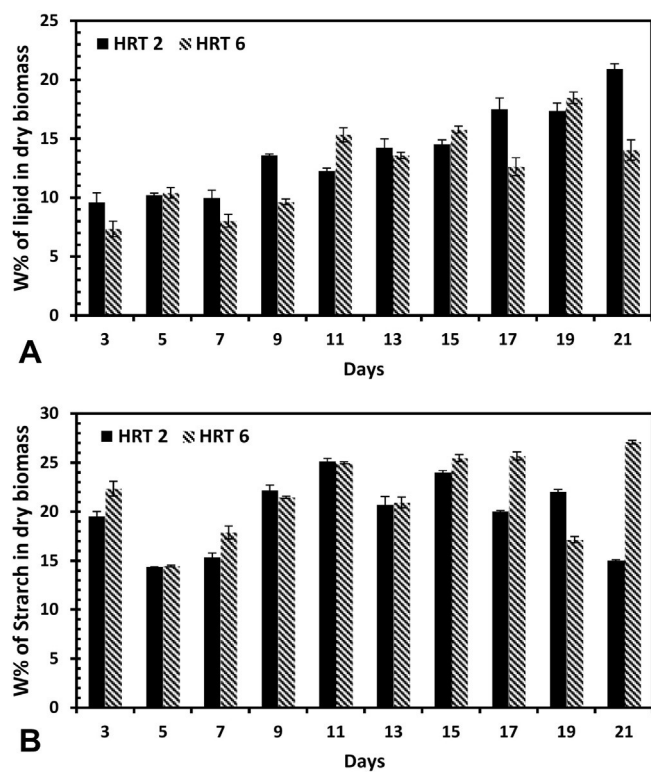 25
20
15
10
5
0
W% of lipid in dry biomass
HRT 2 HRT 6
3 5 7 9 11 13 15 17 19 21
Days
A
30
25
20
15
10
5
0
W% of Strarch in dry biomass
HRT 2 HRT 6
3 5 7 9 11 13 15 17 19 21
Days
B